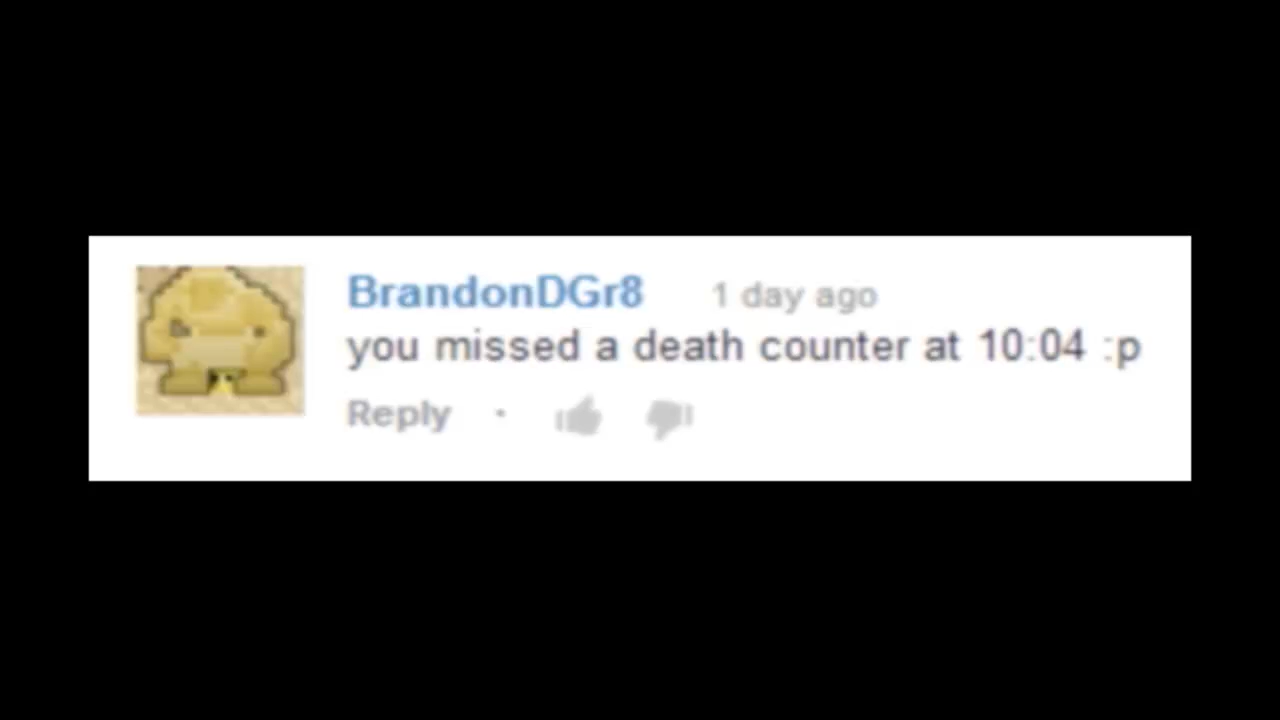 BrandonDGr8 1 day ago
you missed a death counter at 10:04 :p
Reply ·